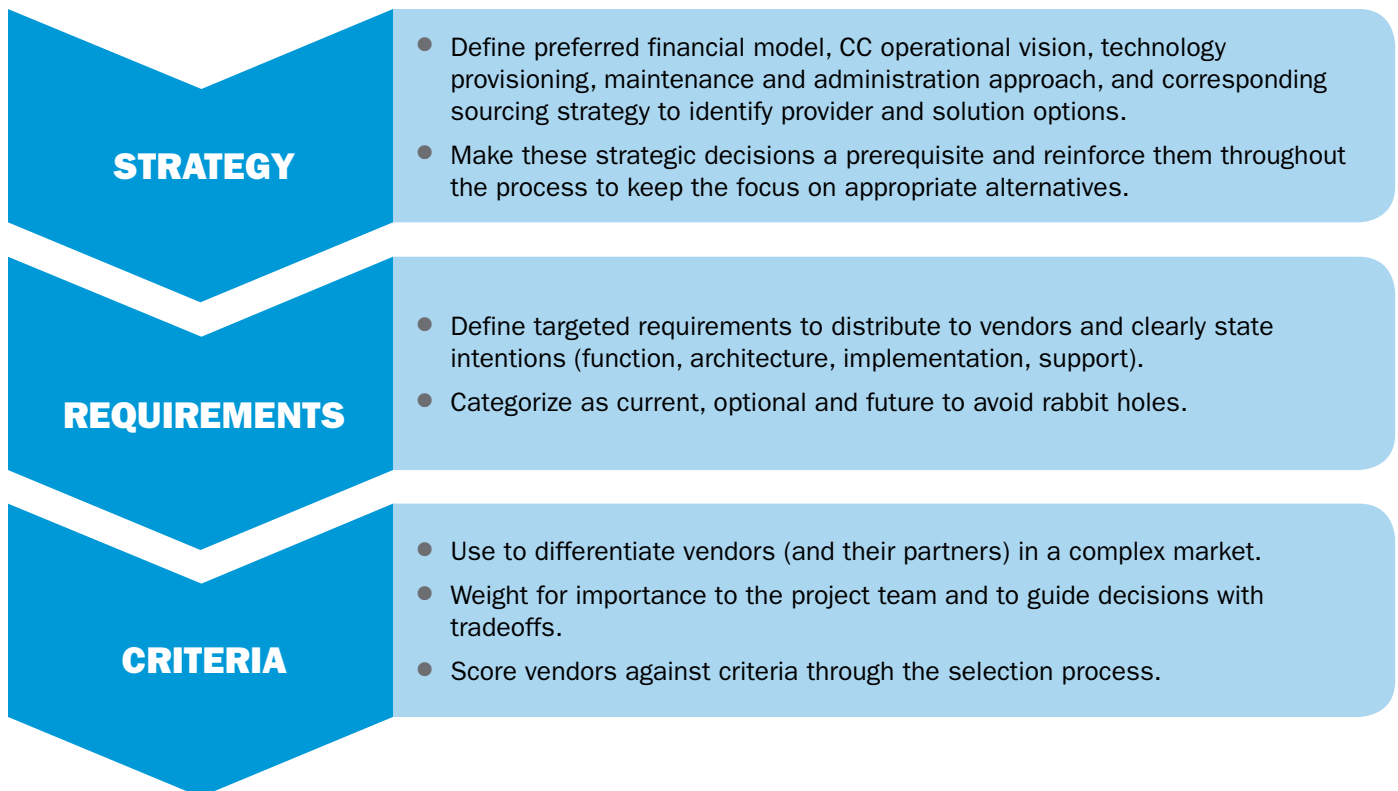 STRATEGY
● Define preferred financial model, CC operational vision, technology
provisioning, maintenance and administration approach, and corresponding
sourcing strategy to identify provider and solution options.
● Make these strategic decisions a prerequisite and reinforce them throughout
the process to keep the focus on appropriate alternatives.
REQUIREMENTS
● Define targeted requirements to distribute to vendors and clearly state
intentions (function, architecture, implementation, support).
● Categorize as current, optional and future to avoid rabbit holes.
CRITERIA
● Use to differentiate vendors (and their partners) in a complex market.
● Weight for importance to the project team and to guide decisions with
tradeoffs.
● Score vendors against criteria through the selection process.